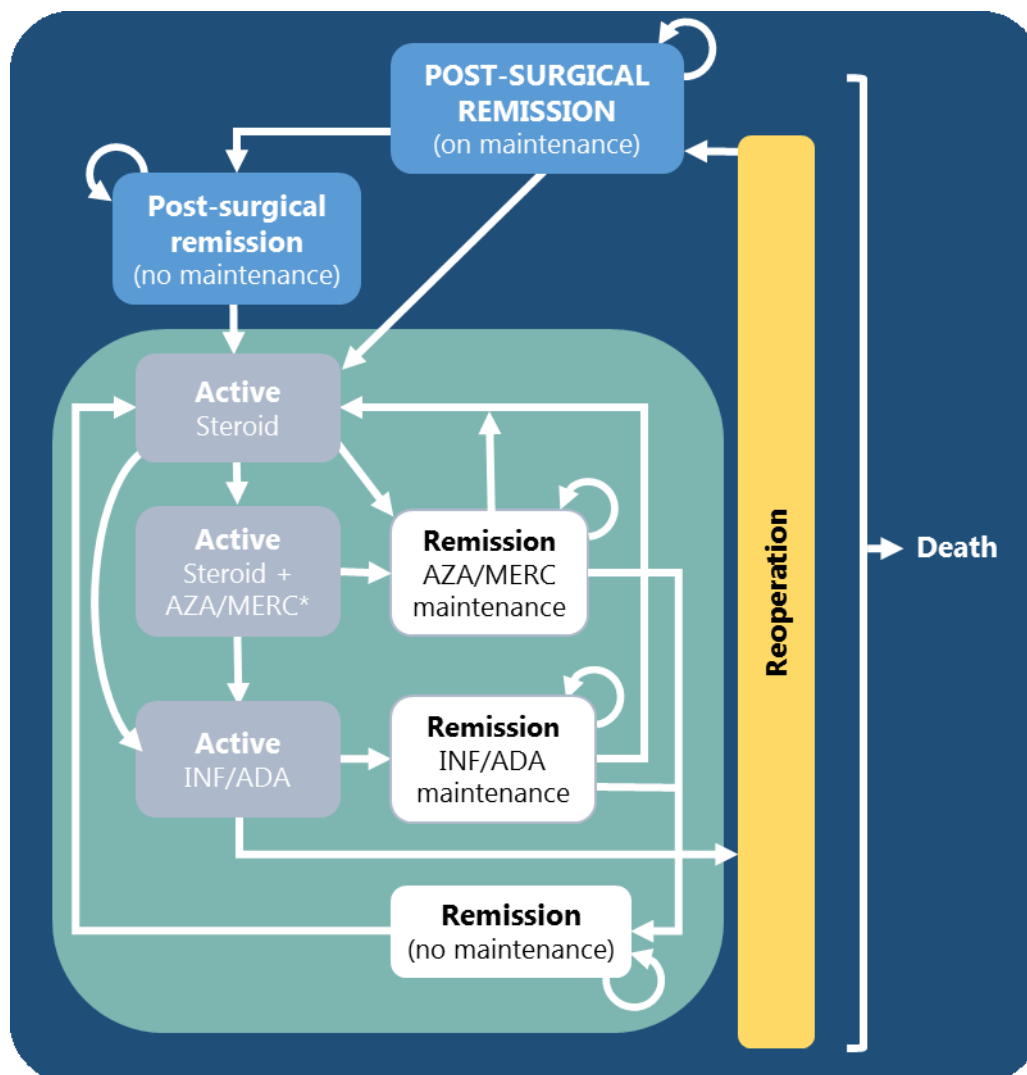 POST-SURGICAL
REMISSION
(on maintenance)
Post-surgical
remission
(no maintenance)
Active
Steroid
Active
Steroid +
AZA/MERC*
Remission
AZA/MERC
maintenance
Active
INF/ADA
Remission
INF/ADA
maintenance
Remission
(no maintenance)
Reoperation
Death